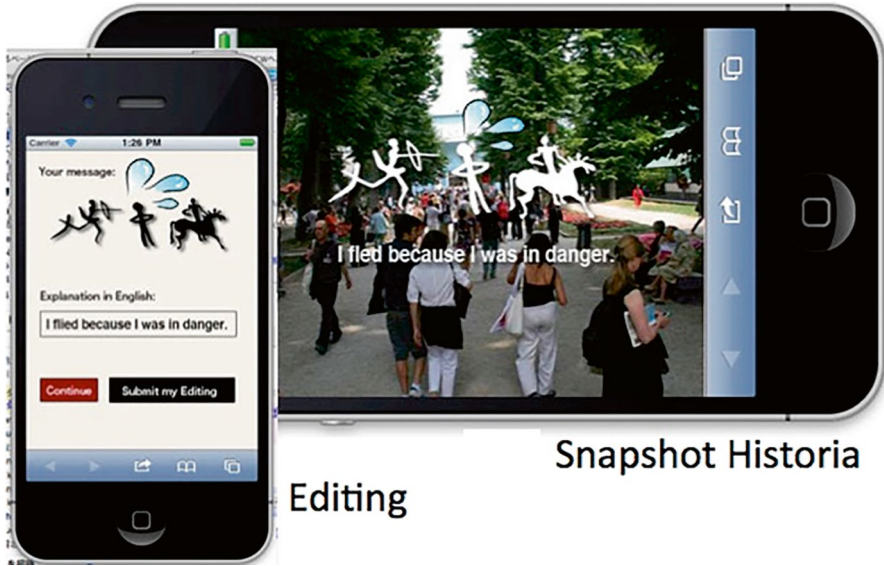 Carrier 1:26 PM
Your message:
Explanation in English:
I flied because I was in danger.
Continue Submit my Editing
Editing
I fled because I was in danger.
Snapshot Historia